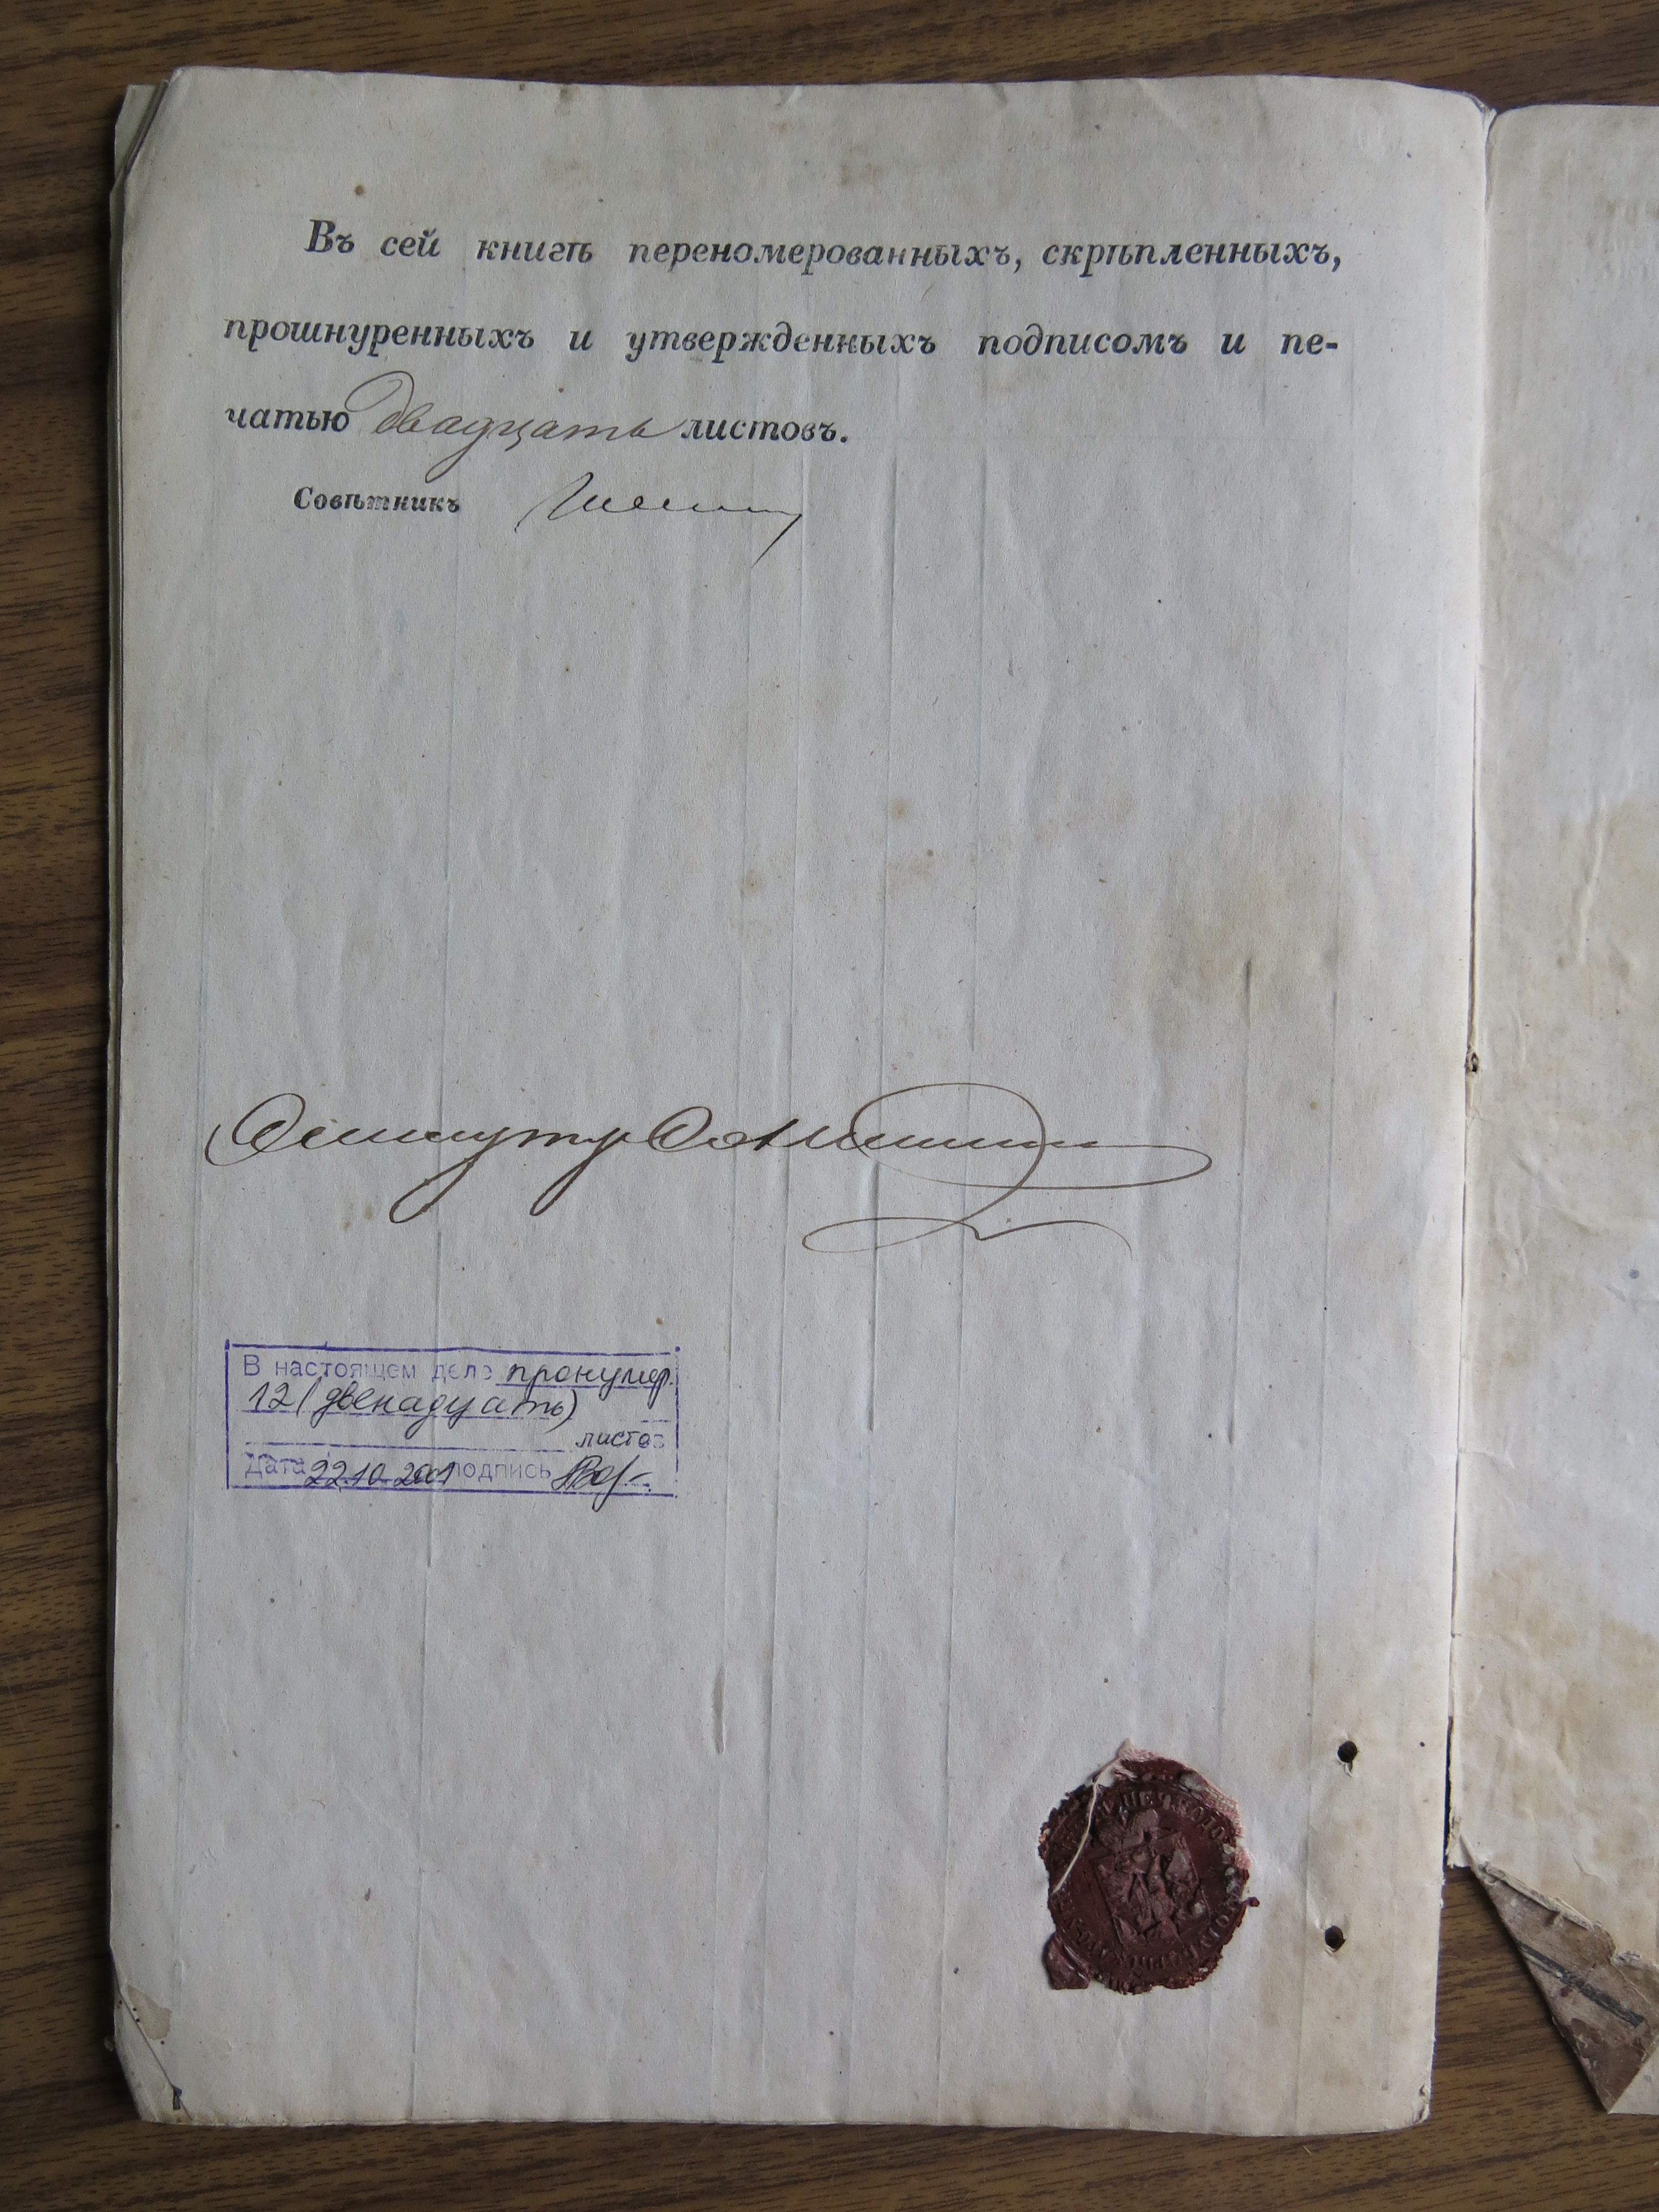 Въ сей книгѣ переномерованныхъ, скрѣпленныхъ,
прошнуренныхъ и утвержденныхъ подписомъ и пе-
чатью двадцать листовъ.
Совѣтникъ
В настоящем деле пронумер.
12 (двенадцать)
листов
Дата 22.10.2001 подпись